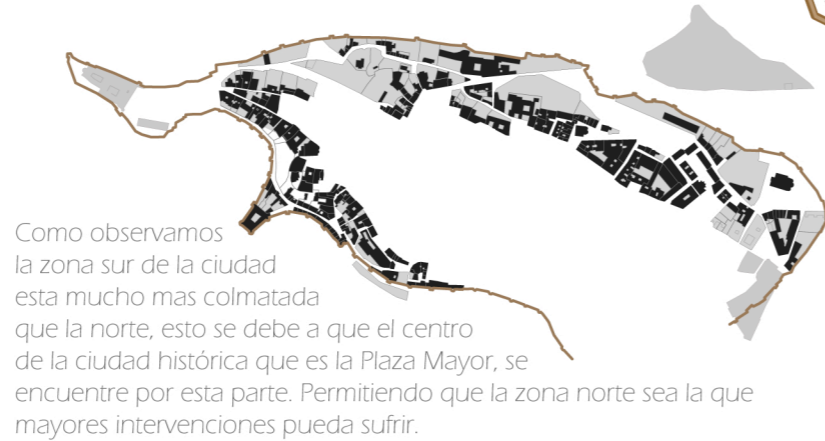 Como observamos
la zona sur de la ciudad
esta mucho mas colmatada
que la norte, esto se debe a que el centro
de la ciudad histórica que es la Plaza Mayor, se
encuentre por esta parte. Permitiendo que la zona norte sea la que
mayores intervenciones pueda sufrir.